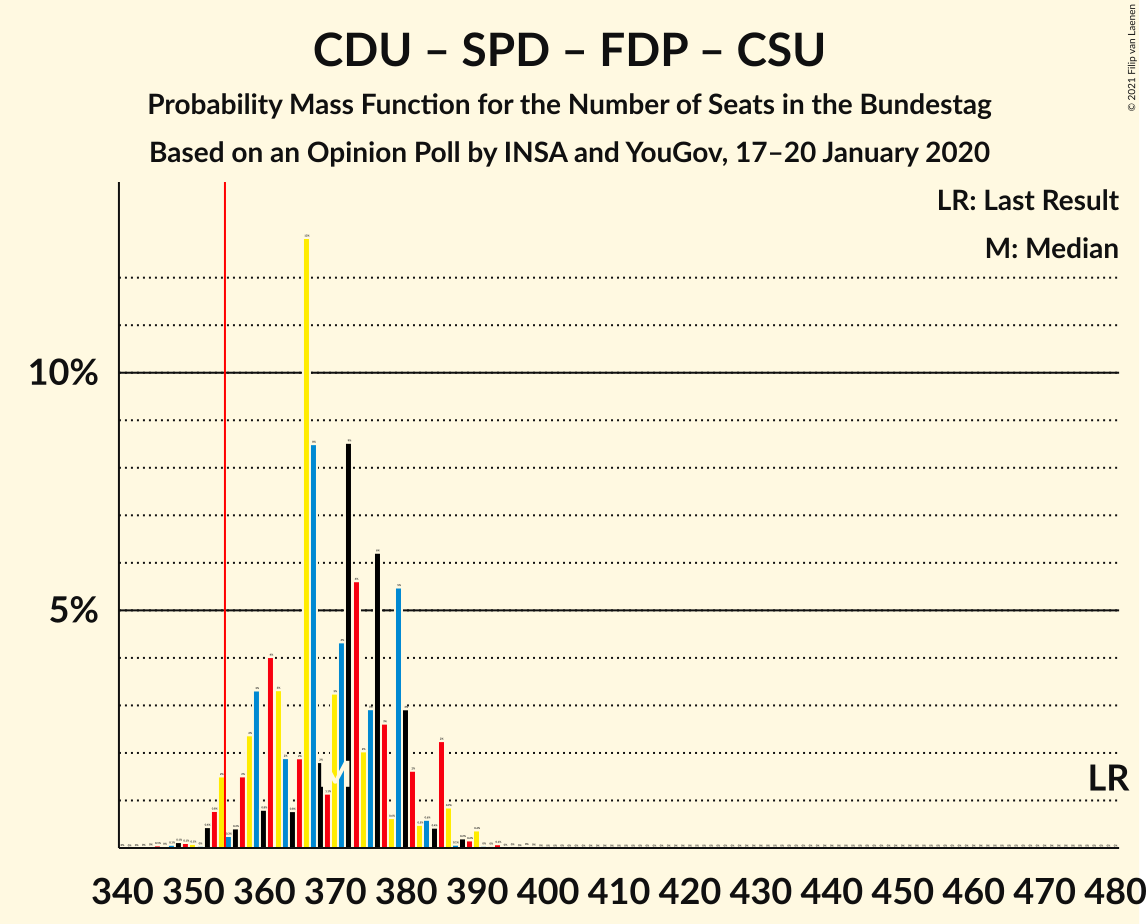 CDU – SPD – FDP – CSU
Probability Mass Function for the Number of Seats in the Bundestag
Based on an Opinion Poll by INSA and YouGov, 17–20 January 2020
© 2021 Filip van Laenen
LR: Last Result
M: Median
10%
5%
M
LR
340 350 360 370 380 390 400 410 420 430 440 450 460 470 480